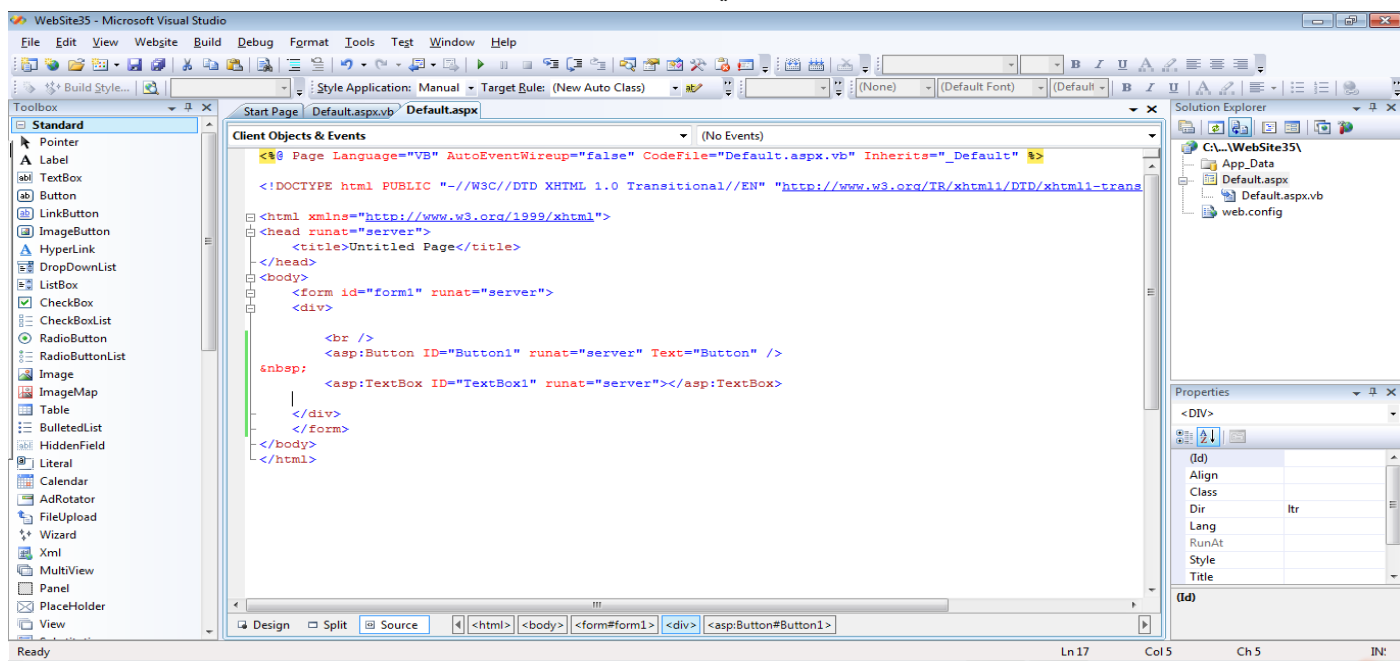 WebSite35 - Microsoft Visual Studio
File Edit View Website Build Debug Format Tools Test Window Help
Build Style... Style Application: Manual Target Rule: (New Auto Class) (None) (Default Font) (Default B I U
Toolbox
Standard
Pointer
Label
TextBox
Button
LinkButton
ImageButton
HyperLink
DropDownList
ListBox
CheckBox
CheckBoxList
RadioButton
RadioButtonList
Image
ImageMap
Table
BulletedList
HiddenField
Literal
Calendar
AdRotator
FileUpload
Wizard
Xml
MultiView
Panel
PlaceHolder
View
Start Page Default.aspx.vb Default.aspx
Client Objects & Events (No Events)
<%@ Page Language="VB" AutoEventWireup="false" CodeFile="Default.aspx.vb" Inherits="_Default" %>
<!DOCTYPE html PUBLIC "-//W3C//DTD XHTML 1.0 Transitional//EN" "http://www.w3.org/TR/xhtml1/DTD/xhtml1-trans
<html xmlns="http://www.w3.org/1999/xhtml">
<head runat="server">
<title>Untitled Page</title>
</head>
<body>
<form id="form1" runat="server">
<div>
<br />
<asp:Button ID="Button1" runat="server" Text="Button" />
&nbsp;
<asp:TextBox ID="TextBox1" runat="server"></asp:TextBox>
</div>
</form>
</body>
</html>
Design Split Source <html> <body> <form#form1> <div> <asp:Button#Button1>
Solution Explorer
C:\...\WebSite35\
App_Data
Default.aspx
Default.aspx.vb
web.config
Properties
<DIV>
(Id)
Align
Class
Dir ltr
Lang
RunAt
Style
Title
(Id)
Ready Ln 17 Col 5 Ch 5 IN